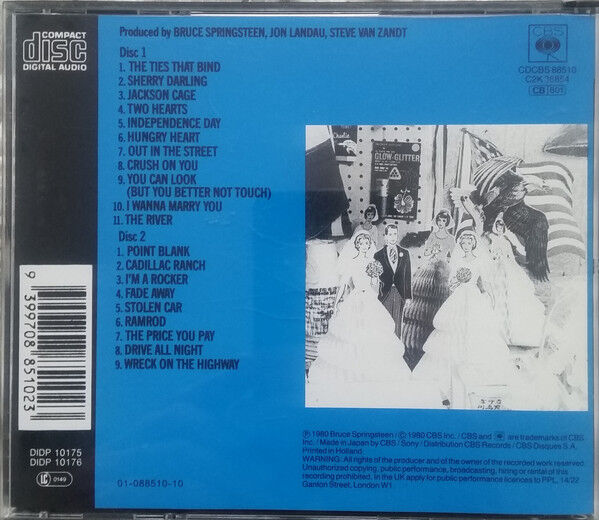 COMPACT
disc
DIGITAL AUDIO
Produced by BRUCE SPRINGSTEEN, JON LANDAU, STEVE VAN ZANDT
Disc 1
1. THE TIES THAT BIND
2. SHERRY DARLING
3. JACKSON CAGE
4. TWO HEARTS
5. INDEPENDENCE DAY
6. HUNGRY HEART
7. OUT IN THE STREET
8. CRUSH ON YOU
9. YOU CAN LOOK
(BUT YOU BETTER NOT TOUCH)
10. I WANNA MARRY YOU
11. THE RIVER
Disc 2
1. POINT BLANK
2. CADILLAC RANCH
3. I'M A ROCKER
4. FADE AWAY
5. STOLEN CAR
6. RAMROD
7. THE PRICE YOU PAY
8. DRIVE ALL NIGHT
9. WRECK ON THE HIGHWAY
CBS
CDCBS 88510
C2K 36854
CB 801
GLOW-GLITTER
9 399708 851023
DIDP 10175
DIDP 10176
LC 0149
01-088510-10
Ⓟ 1980 Bruce Springsteen / © 1980 CBS Inc. / CBS and are trademarks of CBS
Inc. / Made in Japan by CBS / Sony / Distribution CBS Records / CBS Disques S.A.
Printed in Holland.
WARNING: All rights of the producer and of the owner of the recorded work reserved.
Unauthorized copying, public performance, broadcasting, hiring or rental of this
recording prohibited. In the UK apply for public performance licences to PPL, 14/22
Ganton Street, London W1